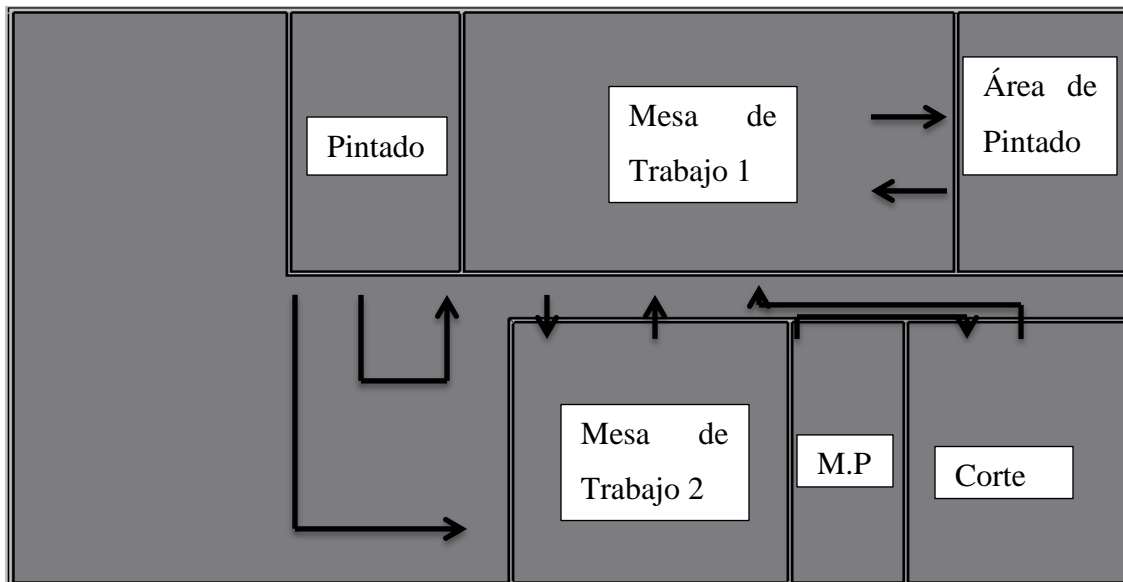 Pintado
Mesa de
Trabajo 1
Área de
Pintado
Mesa de
Trabajo 2
M.P
Corte